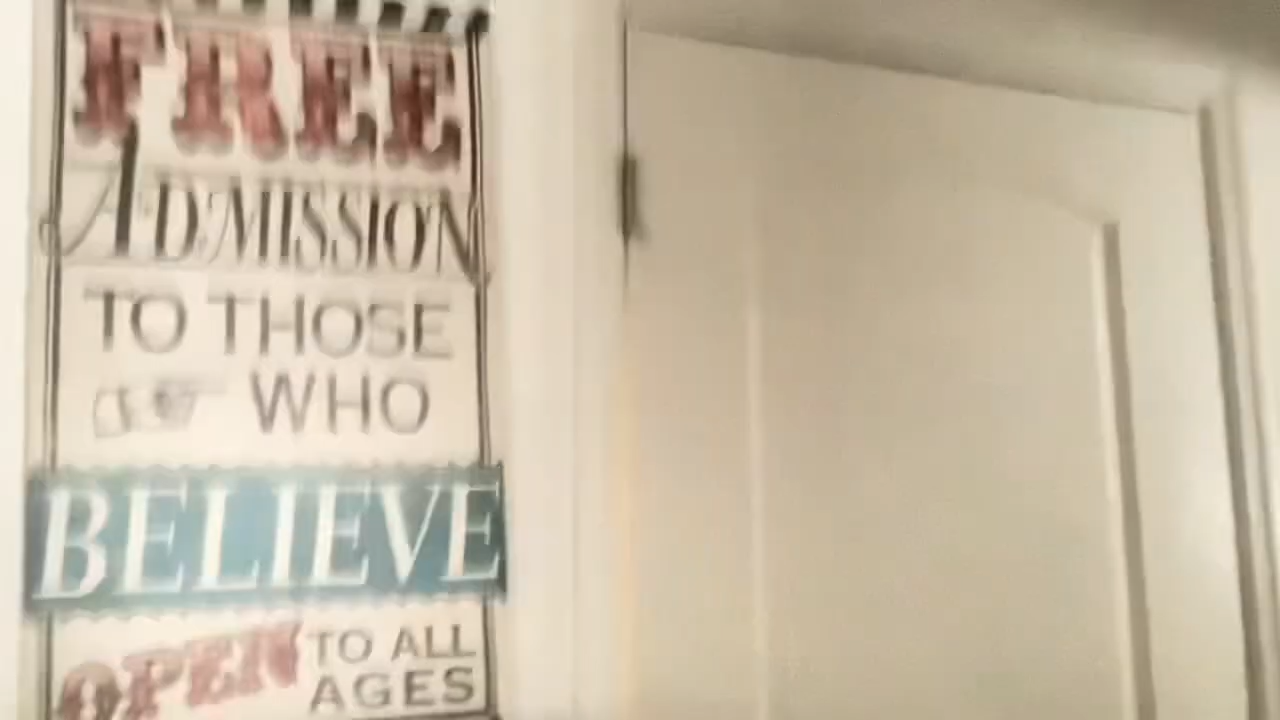 FREE
ADMISSION
TO THOSE
WHO
BELIEVE
OPEN TO ALL
AGES